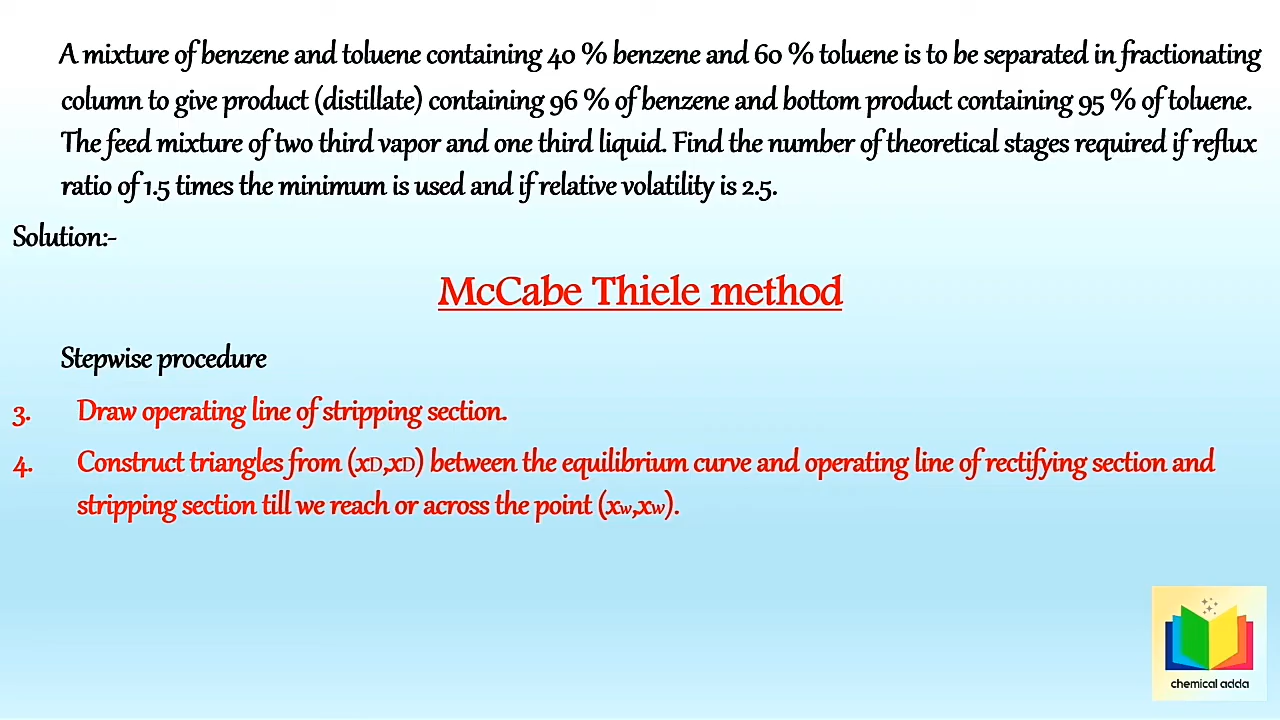 A mixture of benzene and toluene containing 40 % benzene and 60 % toluene is to be separated in fractionating
column to give product (distillate) containing 96 % of benzene and bottom product containing 95 % of toluene.
The feed mixture of two third vapor and one third liquid. Find the number of theoretical stages required if reflux
ratio of 1.5 times the minimum is used and if relative volatility is 2.5.
Solution:-
McCabe Thiele method
Stepwise procedure
3. Draw operating line of stripping section.
4. Construct triangles from (xD,xD) between the equilibrium curve and operating line of rectifying section and
stripping section till we reach or across the point (xw,xw).
chemical adda